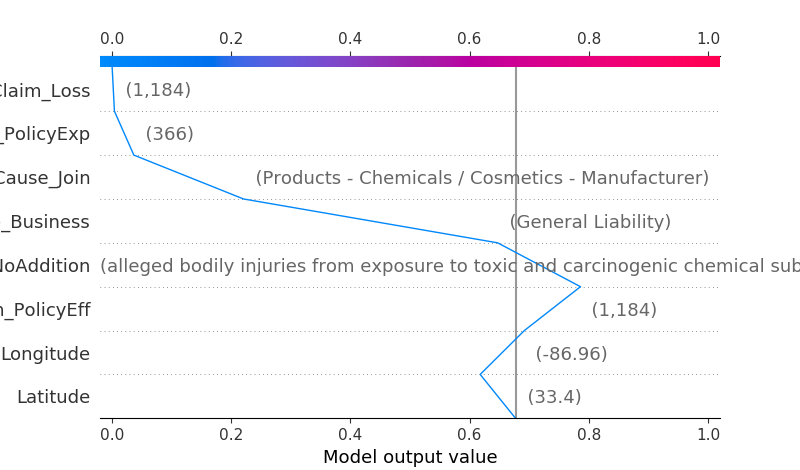 0.0 0.2 0.4 0.6 0.8 1.0
Claim_Loss (1,184)
_PolicyExp (366)
Cause_Join (Products - Chemicals / Cosmetics - Manufacturer)
_Business (General Liability)
NoAddition (alleged bodily injuries from exposure to toxic and carcinogenic chemical sub
_PolicyEff (1,184)
Longitude (-86.96)
Latitude (33.4)
0.0 0.2 0.4 0.6 0.8 1.0
Model output value